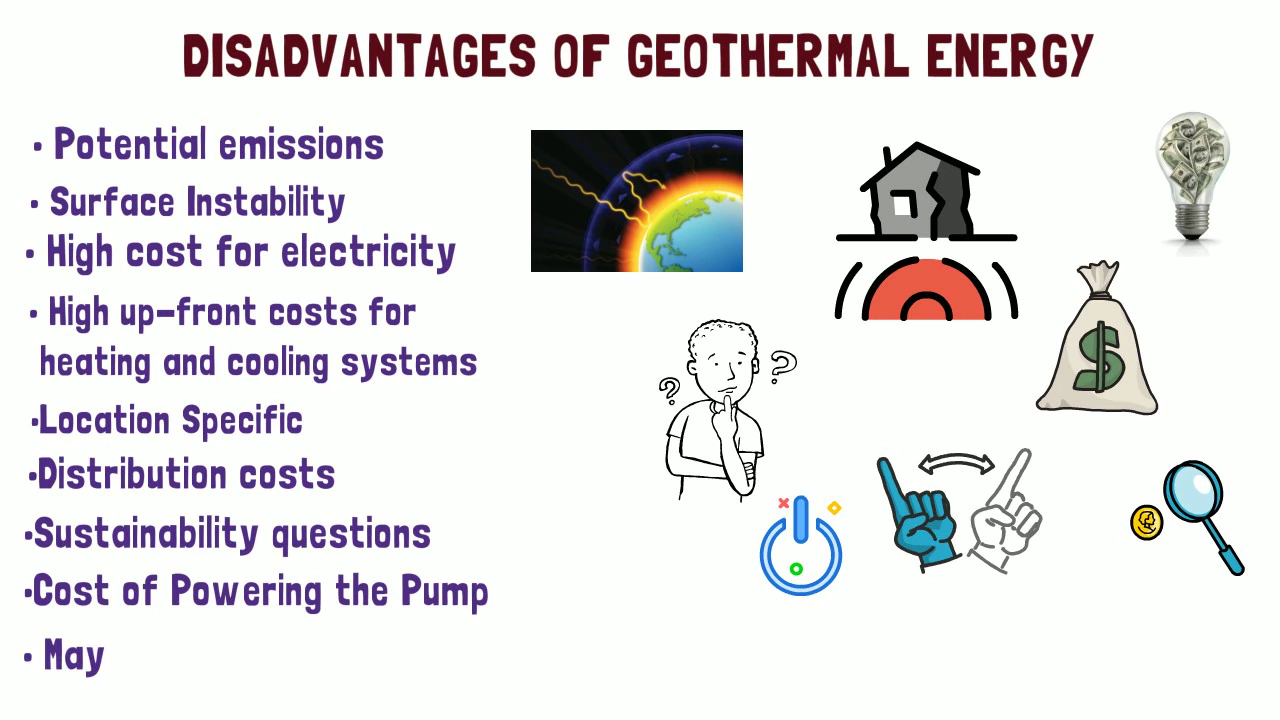 DISADVANTAGES OF GEOTHERMAL ENERGY
• Potential emissions
• Surface Instability
• High cost for electricity
• High up-front costs for
heating and cooling systems
•Location Specific
•Distribution costs
•Sustainability questions
•Cost of Powering the Pump
• May
? ?
$